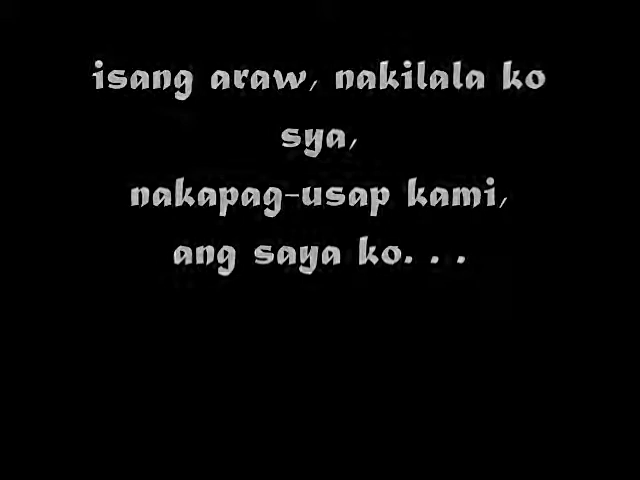 isang araw, nakilala ko
sya,
nakapag-usap kami,
ang saya ko. . .